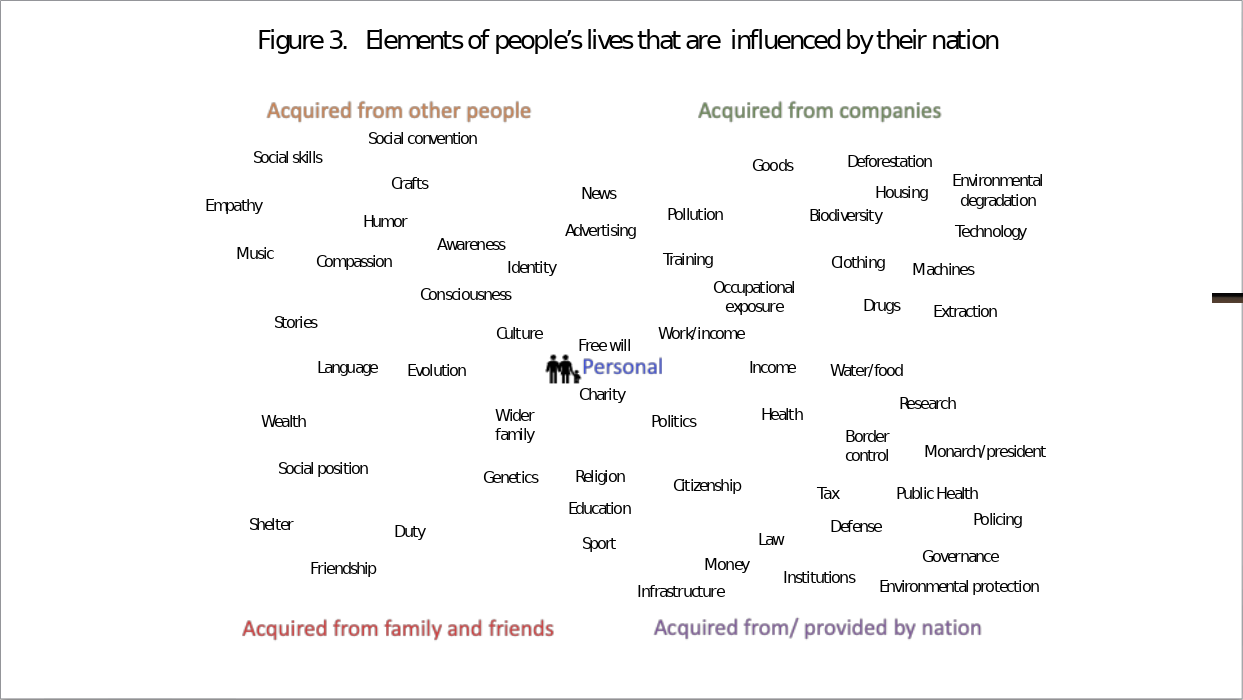 Figure 3. Elements of people's lives that are influenced by their nation
Acquired from other people
Acquired from companies
Social convention
Social skills
Crafts
Empathy
Humor
Music
Compassion
Awareness
Identity
Consciousness
Stories
Culture
Language
Evolution
News
Advertising
Goods
Deforestation
Environmental
degradation
Housing
Pollution
Biodiversity
Technology
Training
Clothing
Machines
Occupational
exposure
Drugs
Extraction
Work/income
Free will
Personal
Charity
Income
Water/food
Research
Wealth
Wider
family
Social position
Genetics
Religion
Education
Shelter
Duty
Sport
Friendship
Politics
Health
Border
control
Monarch/president
Citizenship
Tax
Public Health
Policing
Defense
Law
Governance
Money
Institutions
Environmental protection
Infrastructure
Acquired from family and friends
Acquired from/ provided by nation